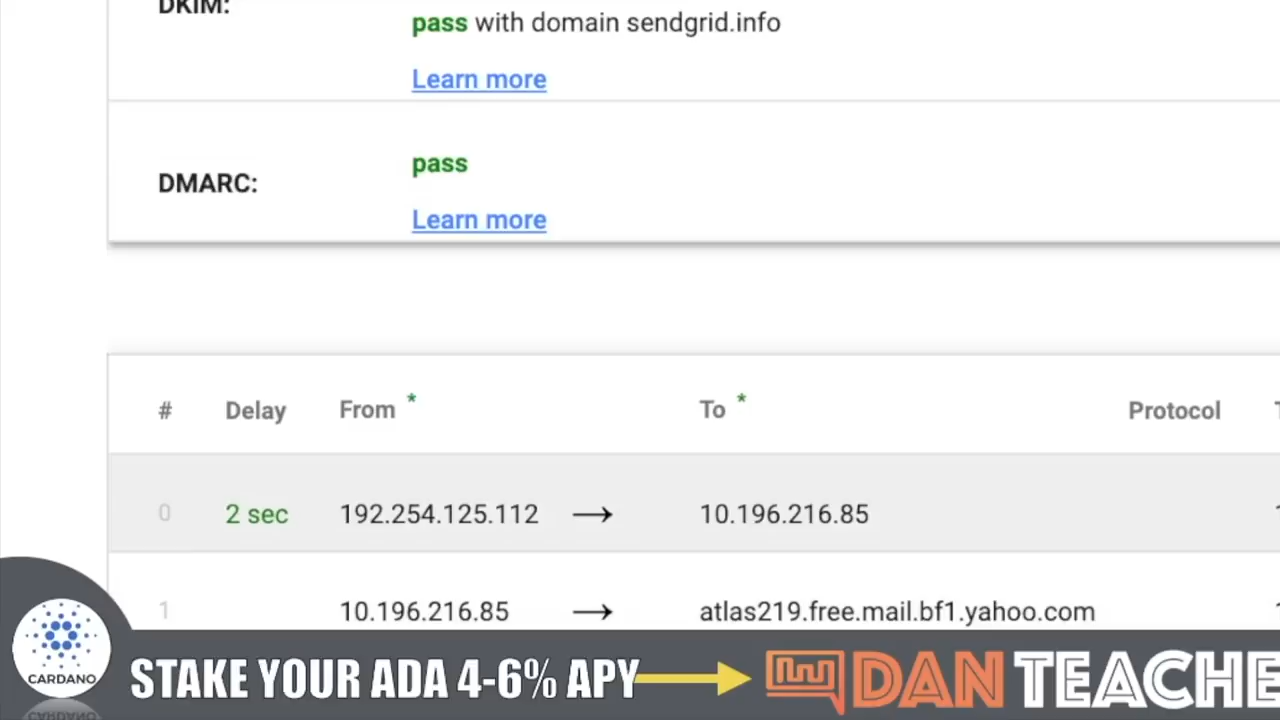 DKIM:
pass with domain sendgrid.info
Learn more
pass
DMARC:
Learn more
# Delay From * To * Protocol
0 2 sec 192.254.125.112 → 10.196.216.85
1 10.196.216.85 → atlas219.free.mail.bf1.yahoo.com
CARDANO
STAKE YOUR ADA 4-6% APY
DAN TEACHE